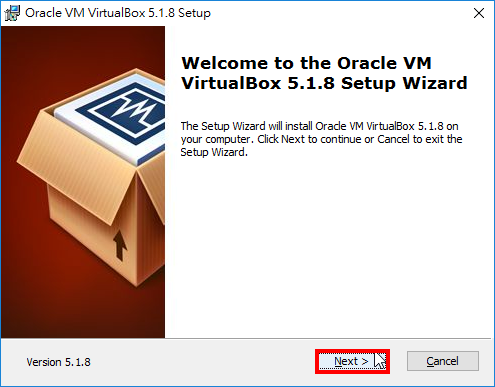 Oracle VM VirtualBox 5.1.8 Setup
Welcome to the Oracle VM
VirtualBox 5.1.8 Setup Wizard
The Setup Wizard will install Oracle VM VirtualBox 5.1.8 on
your computer. Click Next to continue or Cancel to exit the
Setup Wizard.
VM
Version 5.1.8
Next >
Cancel